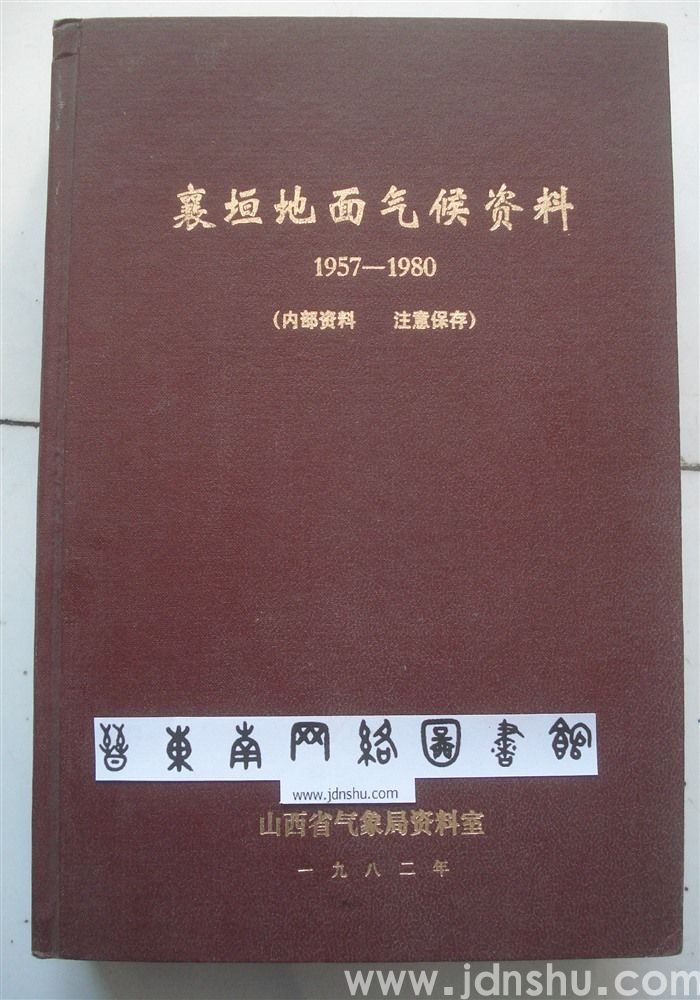 襄垣地面气候资料
1957—1980
（内部资料　注意保存）
晉東南网絡圖書館
www.jdnshu.com
山西省气象局资料室
一九八二年
www.jdnshu.com